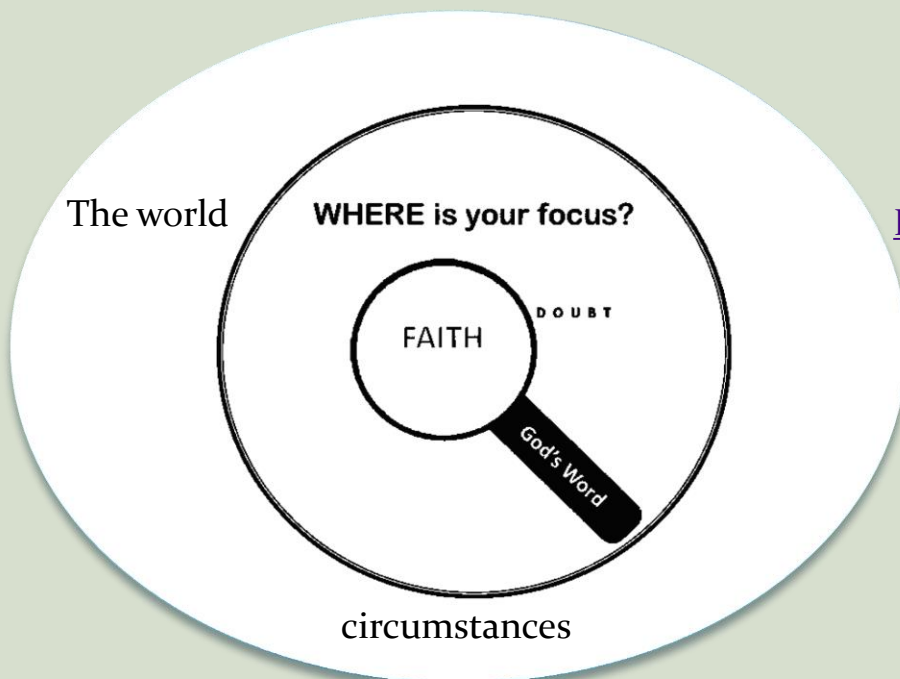 The world
WHERE is your focus?
DOUBT
FAITH
God's Word
circumstances